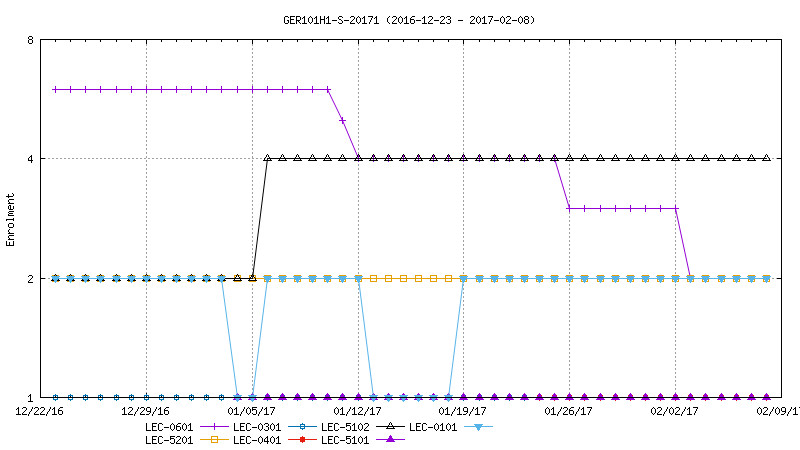 GER101H1-S-20171 (2016-12-23 - 2017-02-08)
8
4
2
1
Enrolment
12/22/16 12/29/16 01/05/17 01/12/17 01/19/17 01/26/17 02/02/17 02/09/17
LEC-0601 LEC-0301 LEC-5102 LEC-0101
LEC-5201 LEC-0401 LEC-5101